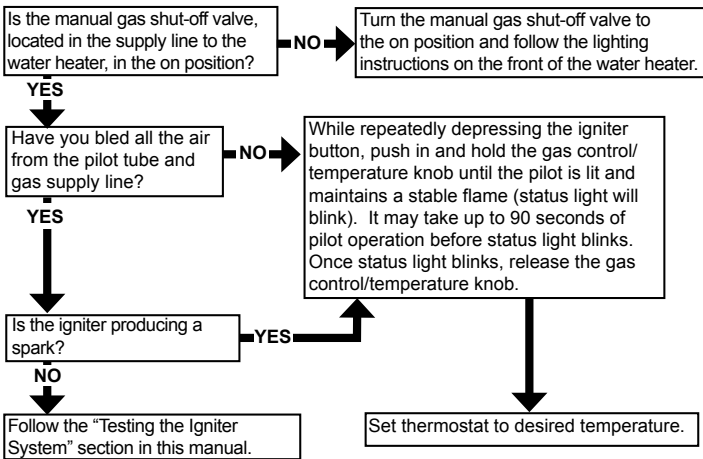 Is the manual gas shut-off valve,
located in the supply line to the
water heater, in the on position?
NO
Turn the manual gas shut-off valve to
the on position and follow the lighting
instructions on the front of the water heater.
YES
Have you bled all the air
from the pilot tube and
gas supply line?
NO
While repeatedly depressing the igniter
button, push in and hold the gas control/
temperature knob until the pilot is lit and
maintains a stable flame (status light will
blink).  It may take up to 90 seconds of
pilot operation before status light blinks.
Once status light blinks, release the gas
control/temperature knob.
YES
Is the igniter producing a
spark?
YES
NO
Follow the “Testing the Igniter
System” section in this manual.
Set thermostat to desired temperature.